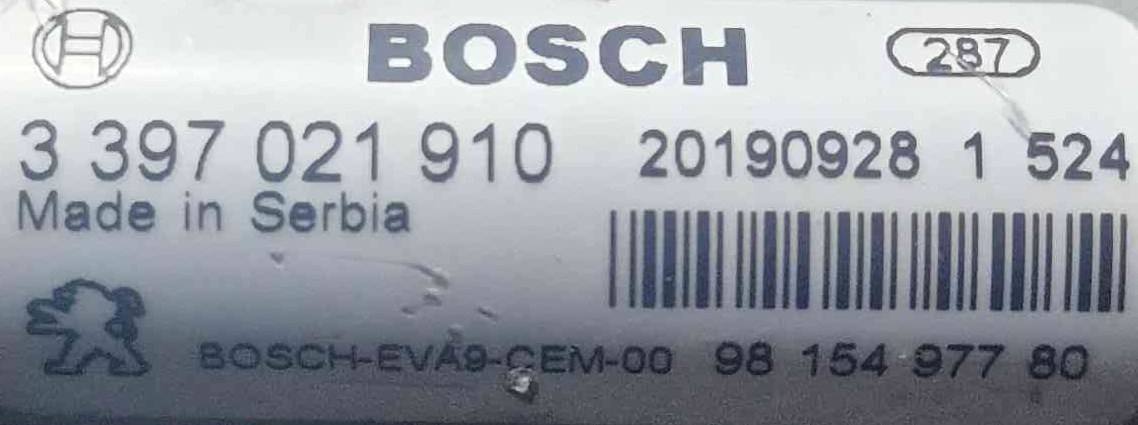 BOSCH 287
3 397 021 910 20190928 1 524
Made in Serbia
BOSCH-EVA9-CEM-00 98 154 977 80